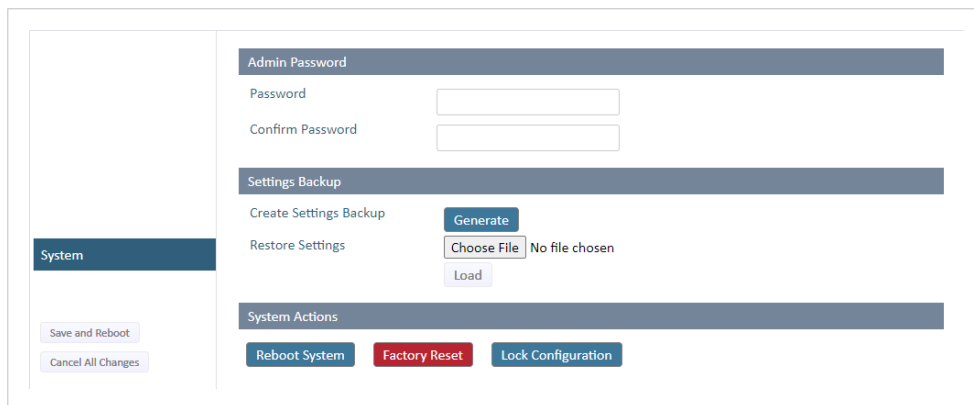 System
Save and Reboot
Cancel All Changes
Admin Password
Password
Confirm Password
Settings Backup
Create Settings Backup
Generate
Restore Settings
Choose File No file chosen
Load
System Actions
Reboot System
Factory Reset
Lock Configuration